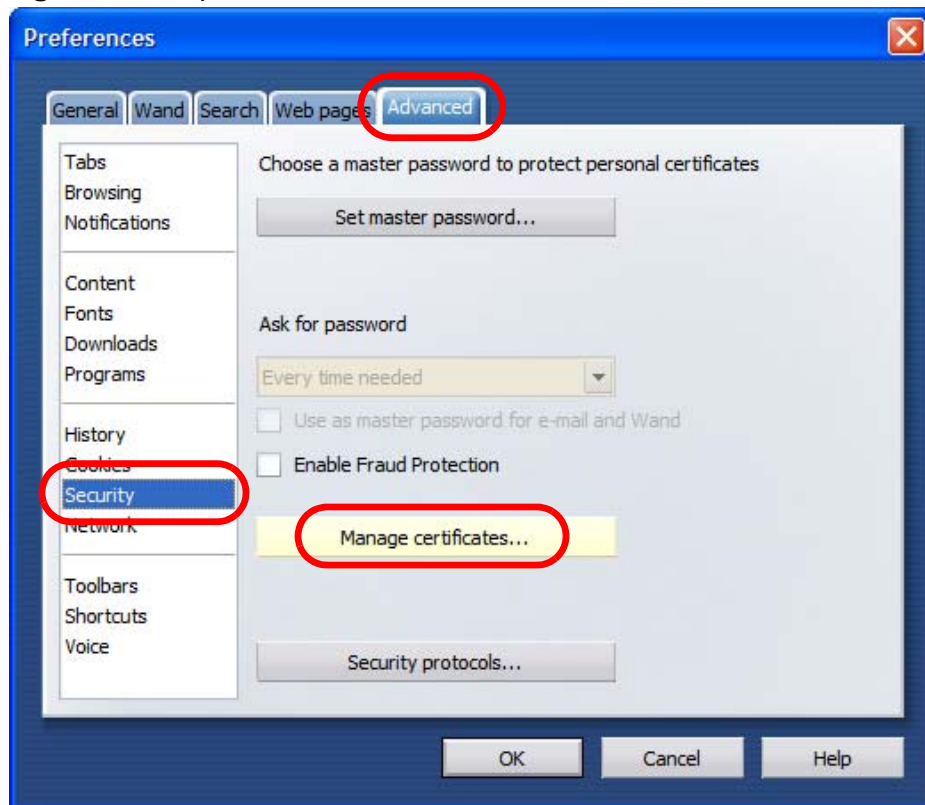 Preferences
General Wand Search Web pages Advanced
Tabs
Browsing
Notifications
Content
Fonts
Downloads
Programs
History
Cookies
Security
Network
Toolbars
Shortcuts
Voice
Choose a master password to protect personal certificates
Set master password...
Ask for password
Every time needed
Use as master password for e-mail and Wand
Enable Fraud Protection
Manage certificates...
Security protocols...
OK Cancel Help